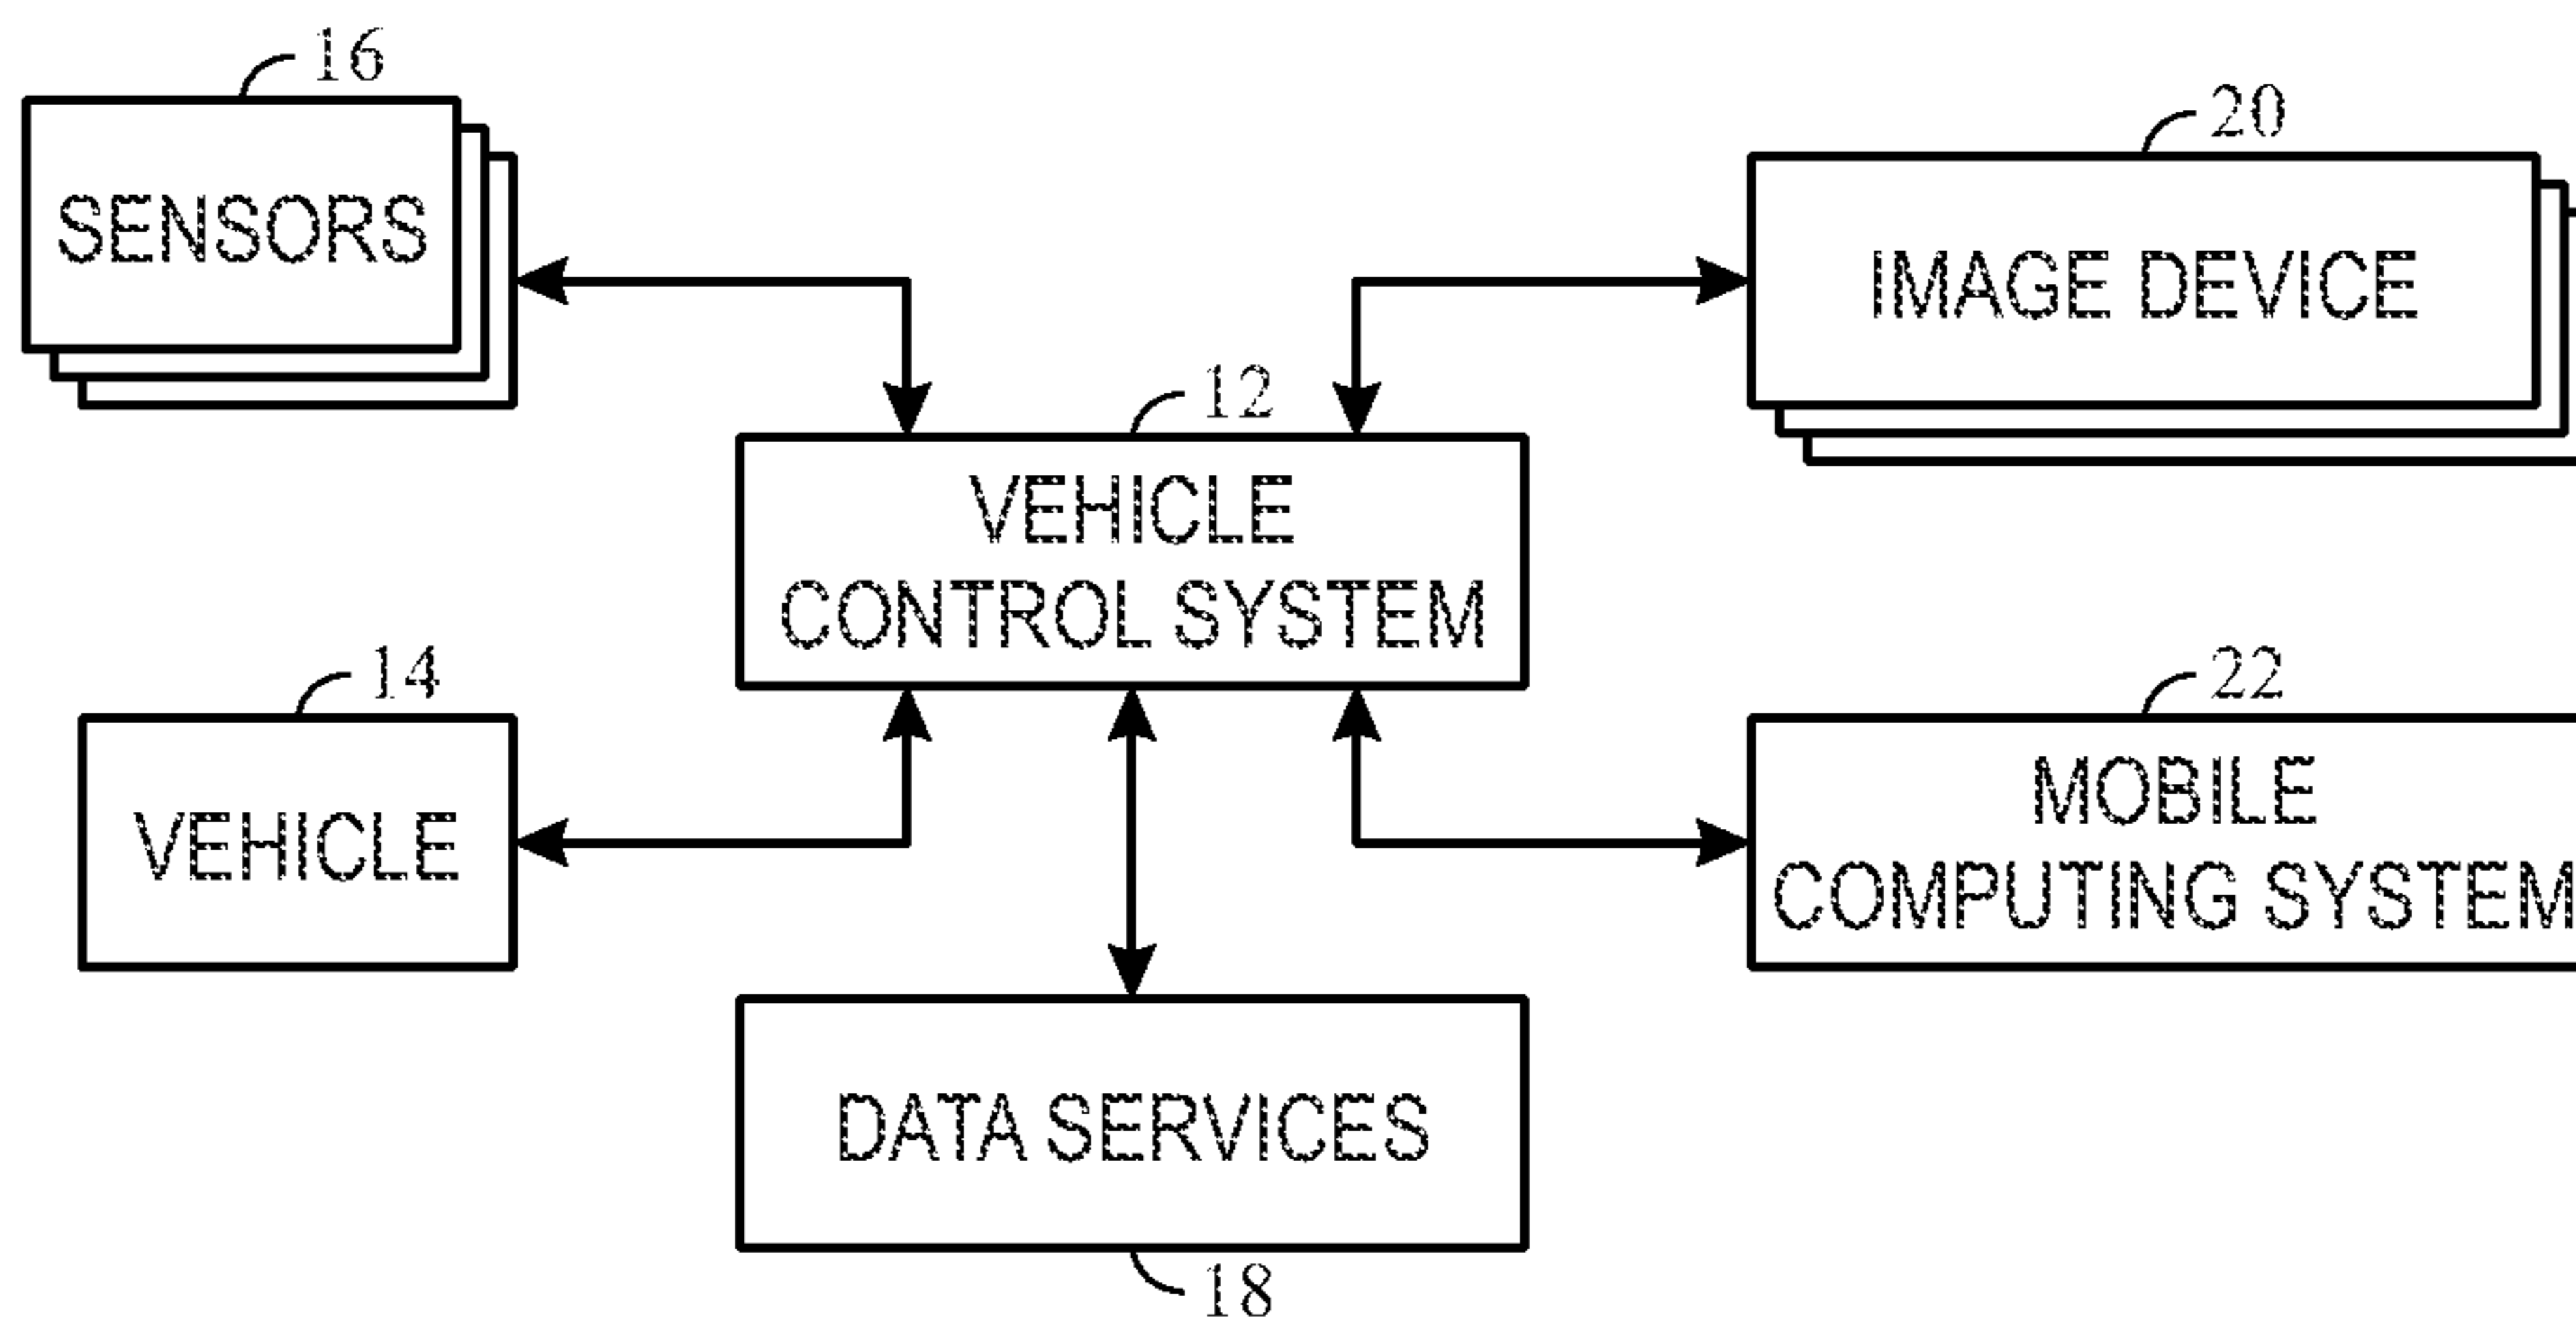 16
SENSORS
20
IMAGE DEVICE
12
VEHICLE
CONTROL SYSTEM
14
VEHICLE
22
MOBILE
COMPUTING SYSTEM
DATA SERVICES
18